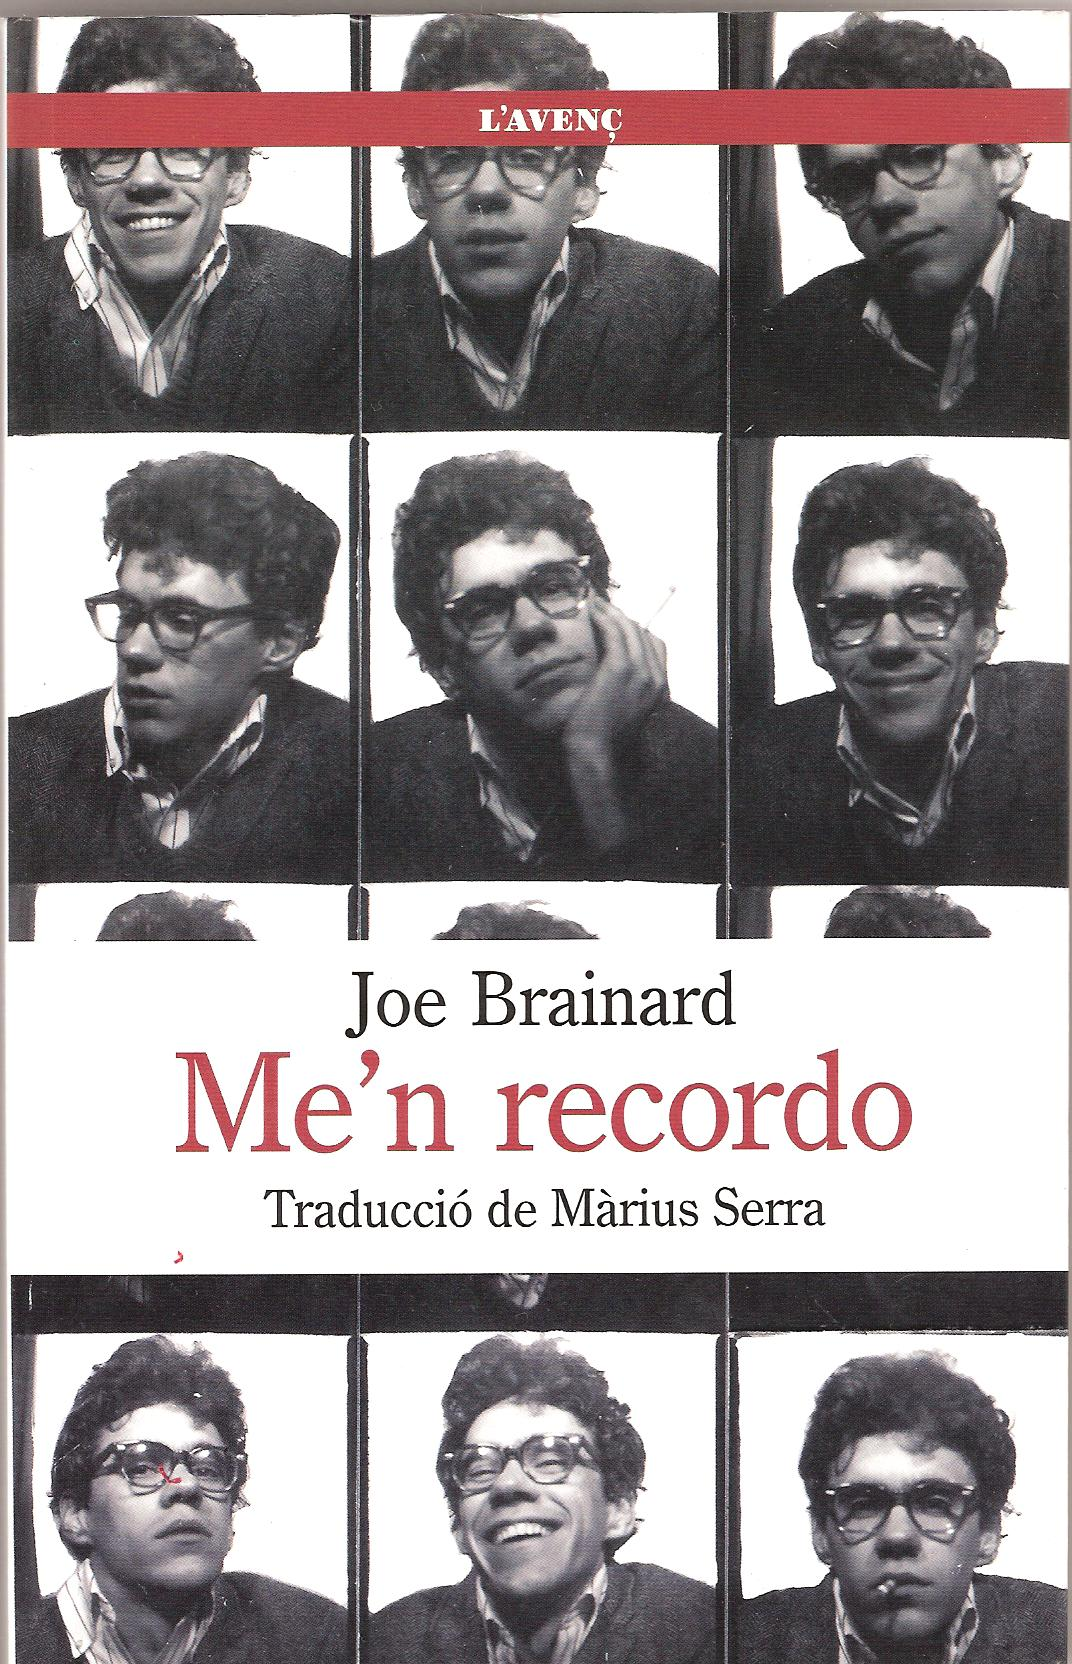 L'AVENÇ
Joe Brainard
Me'n recordo
Traducció de Màrius Serra